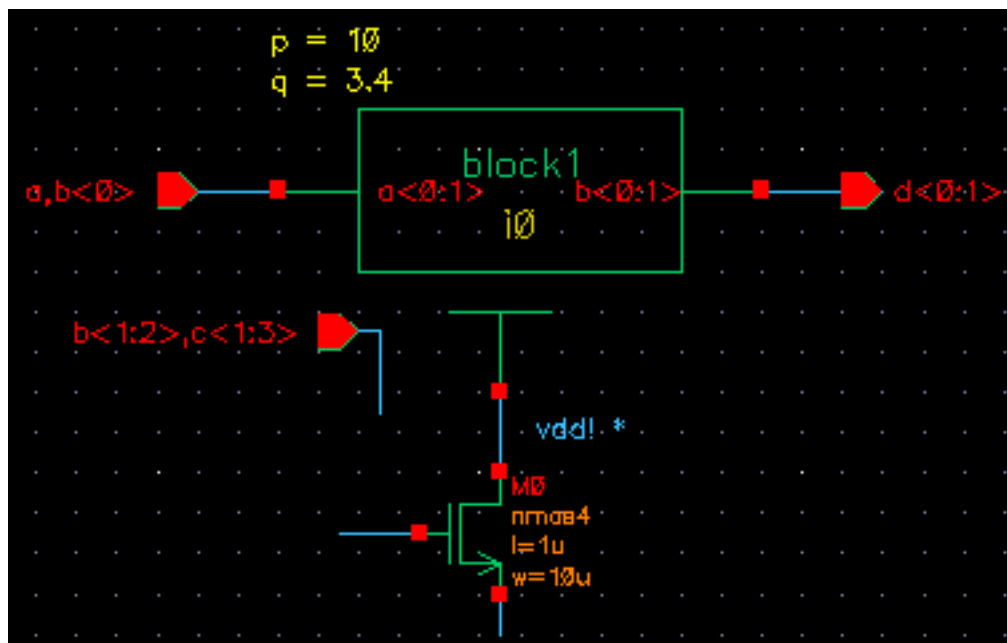 p = 10
q = 3.4
block1
a,b<0>
a<0:1>
b<0:1>
d<0:1>
i0
b<1:2>,c<1:3>
vdd! *
M0
nmos4
l=1u
w=10u